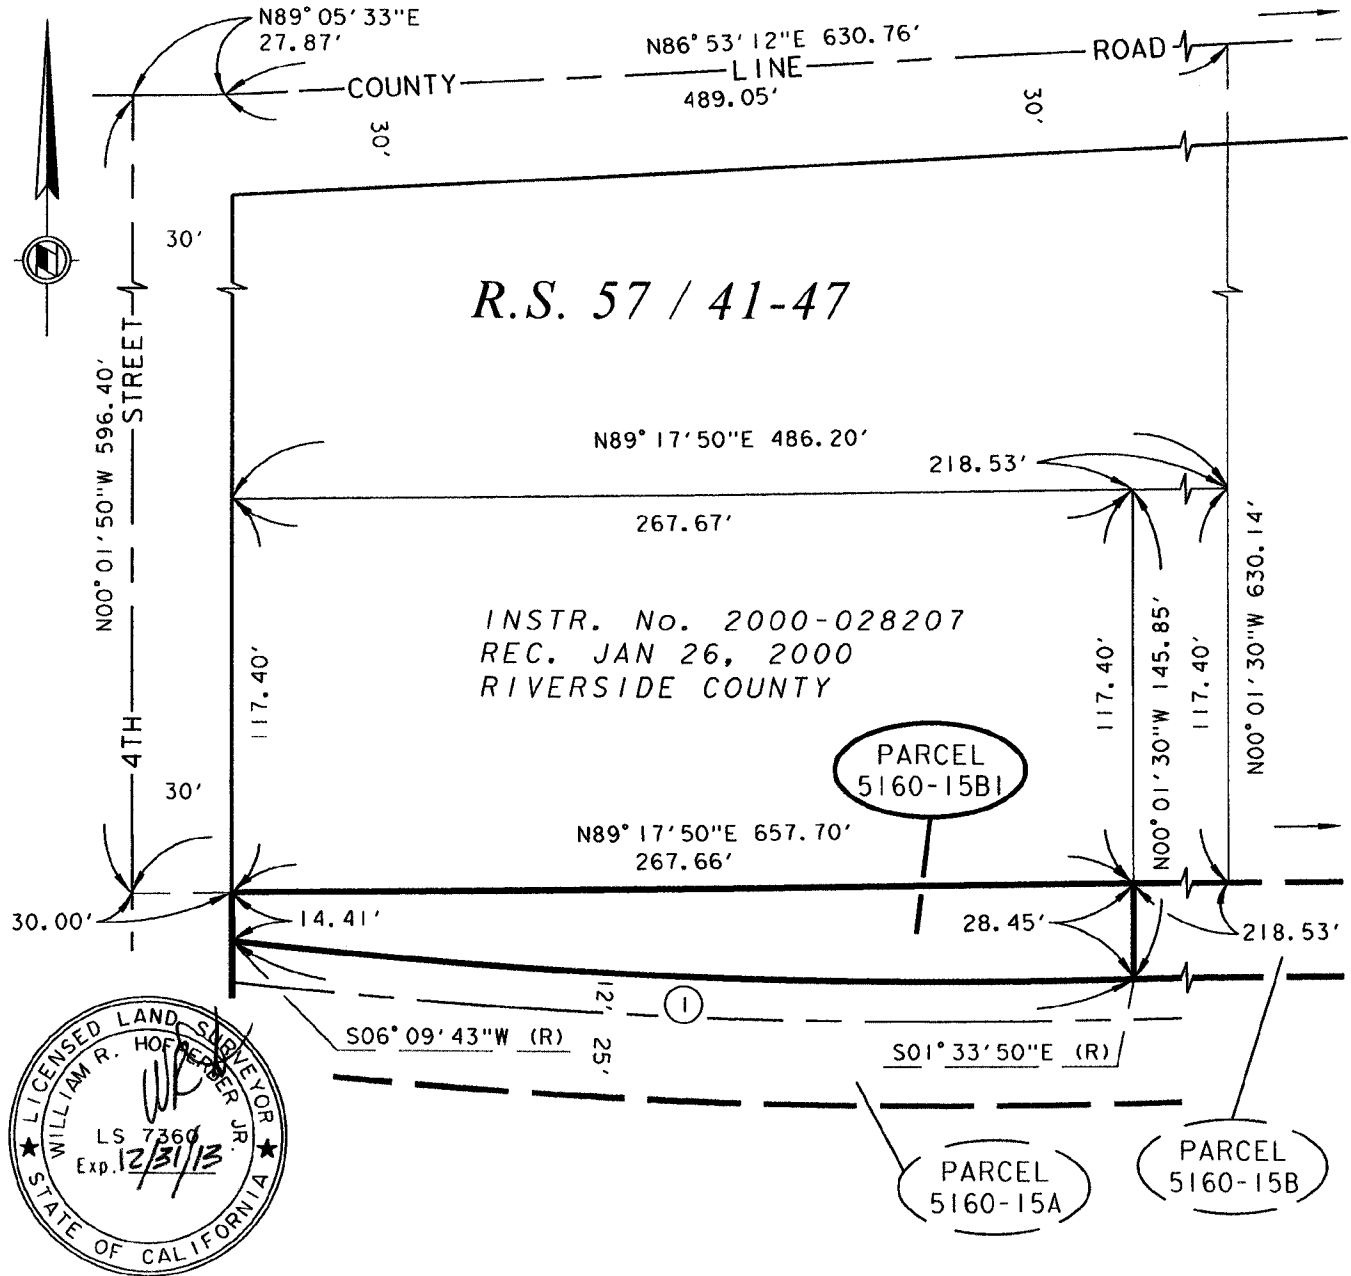 N89°05'33"E
27.87'
N86°53'12"E 630.76'
COUNTY LINE ROAD
489.05'
30'
30'
30'
R.S. 57 / 41-47
N00°01'50"W 596.40'
4TH STREET
N89°17'50"E 486.20'
218.53'
267.67'
INSTR. No. 2000-028207
REC. JAN 26, 2000
RIVERSIDE COUNTY
117.40'
117.40'
N00°01'30"W 145.85'
117.40'
N00°01'30"W 630.14'
PARCEL
5160-15B1
30'
N89°17'50"E 657.70'
267.66'
30.00'
14.41'
28.45'
218.53'
12'
1
S06°09'43"W (R)
25'
S01°33'50"E (R)
PARCEL
5160-15A
PARCEL
5160-15B
LICENSED LAND SURVEYOR
WILLIAM R. HOFFERBER JR.
LS 7360
Exp. 12/31/13
STATE OF CALIFORNIA